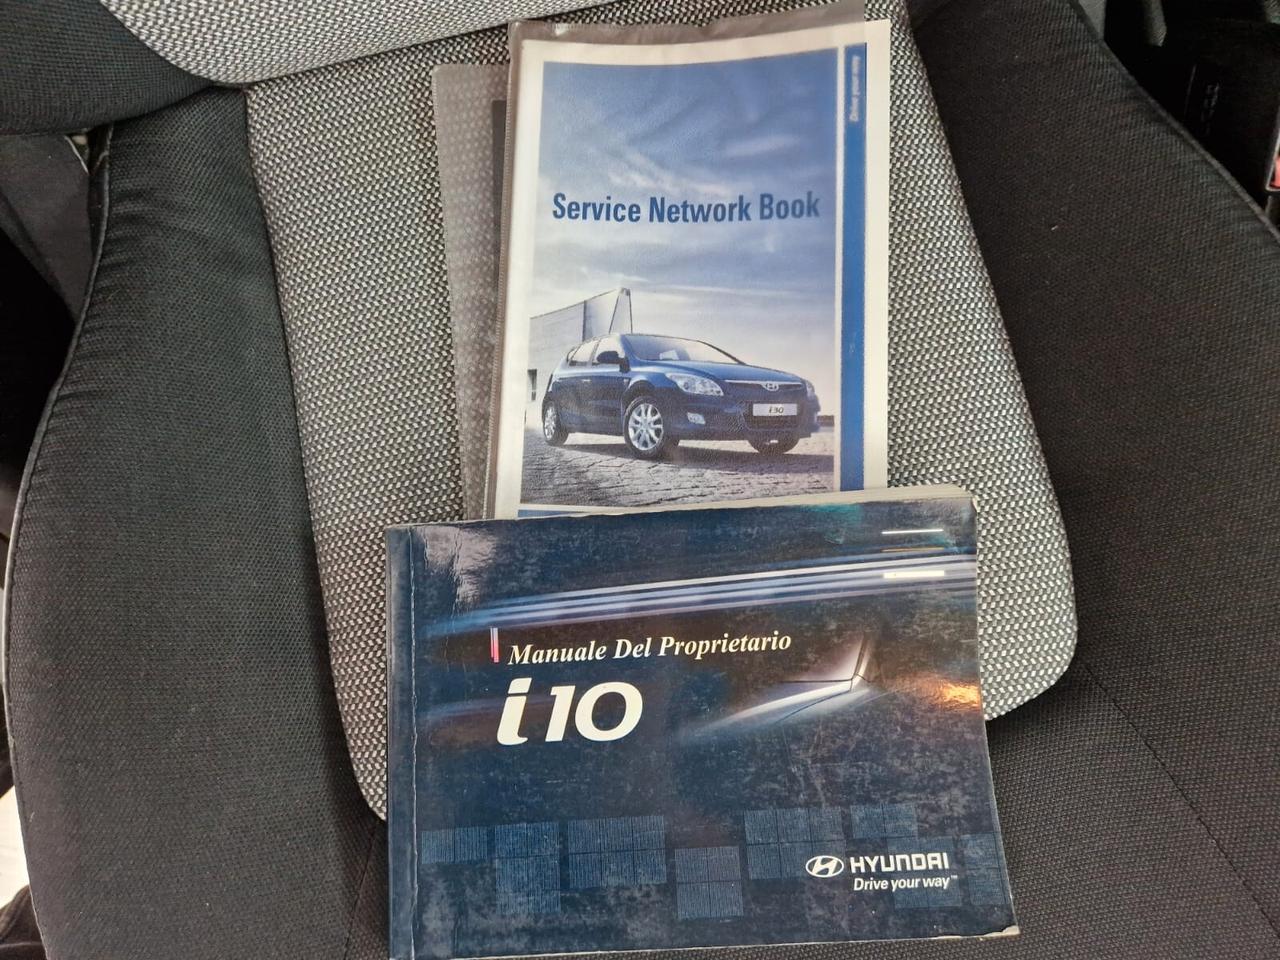 Drive your way
Service Network Book
i30
Manuale Del Proprietario
i10
HYUNDAI
Drive your way™